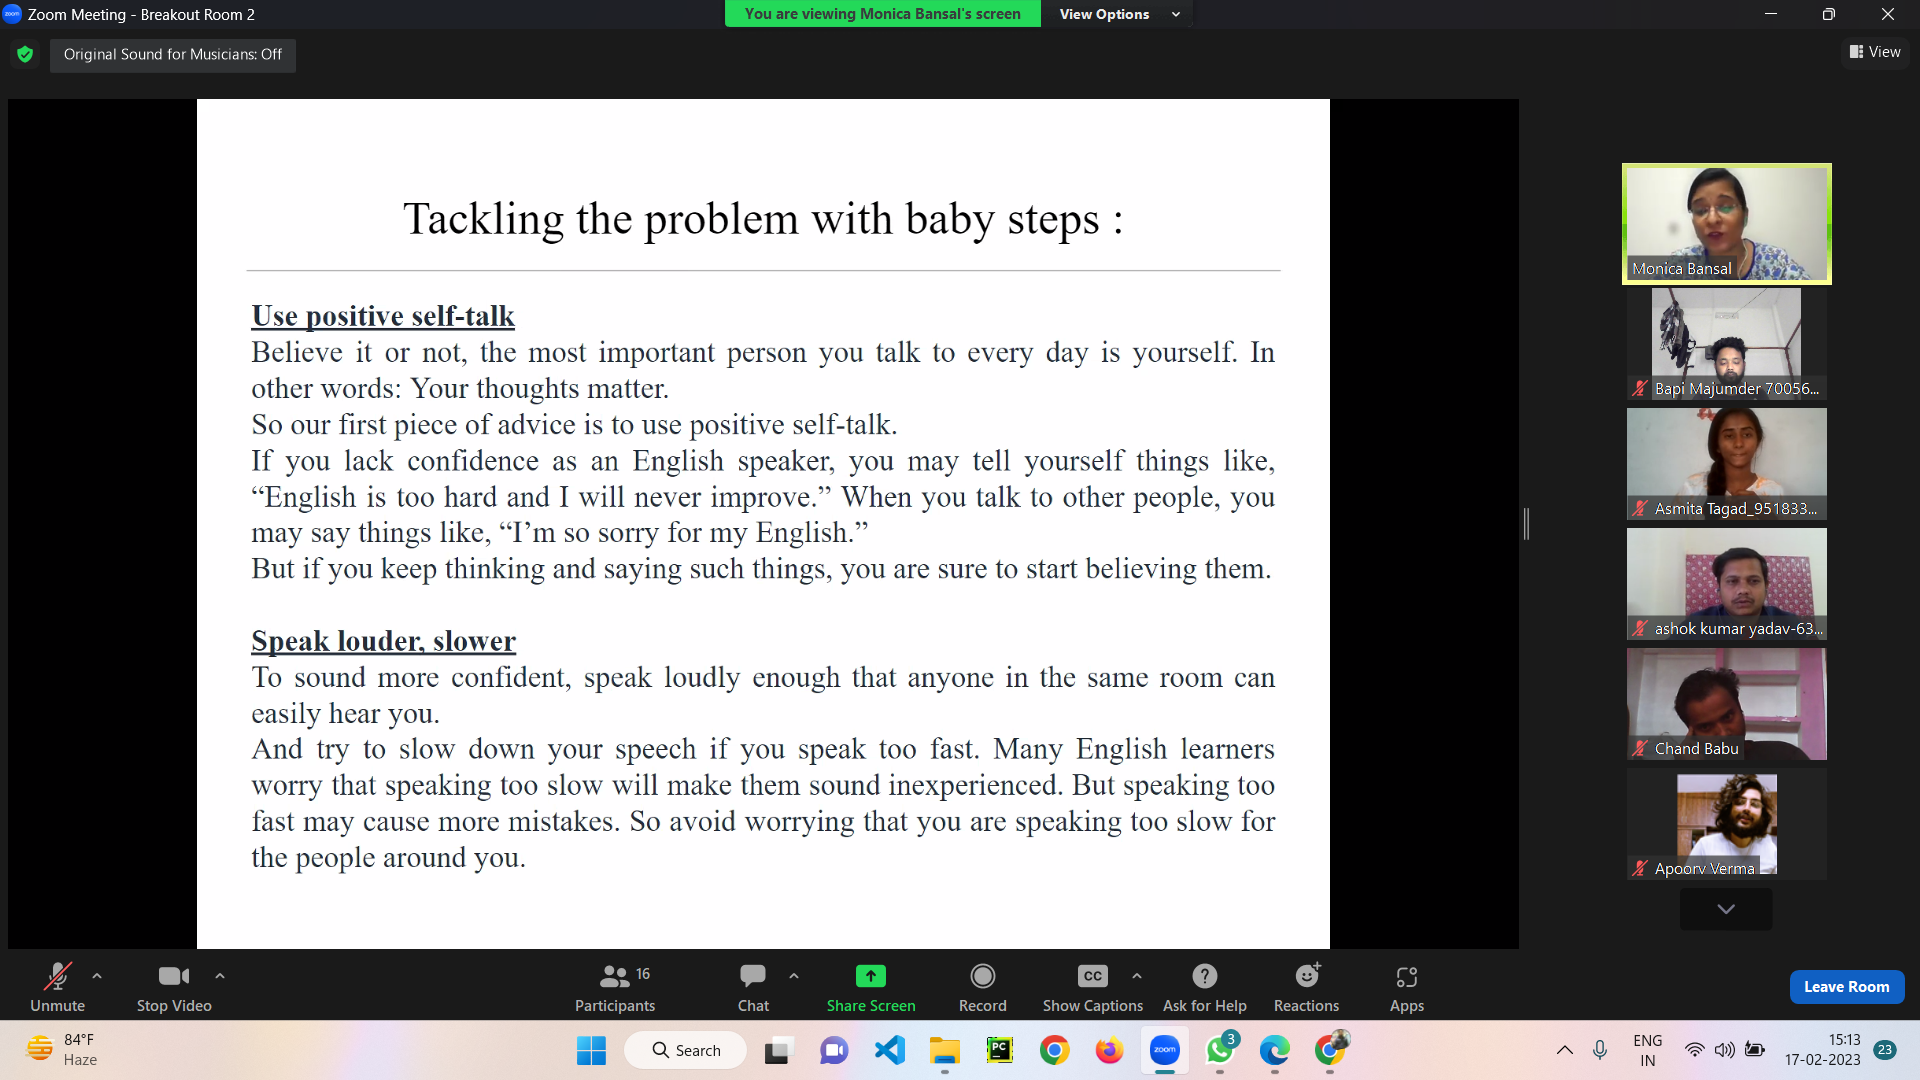 zoom Zoom Meeting - Breakout Room 2
You are viewing Monica Bansal's screen
View Options
Original Sound for Musicians: Off
View
Tackling the problem with baby steps :
Use positive self-talk
Believe it or not, the most important person you talk to every day is yourself. In
other words: Your thoughts matter.
So our first piece of advice is to use positive self-talk.
If you lack confidence as an English speaker, you may tell yourself things like,
“English is too hard and I will never improve.” When you talk to other people, you
may say things like, “I’m so sorry for my English.”
But if you keep thinking and saying such things, you are sure to start believing them.
Speak louder, slower
To sound more confident, speak loudly enough that anyone in the same room can
easily hear you.
And try to slow down your speech if you speak too fast. Many English learners
worry that speaking too slow will make them sound inexperienced. But speaking too
fast may cause more mistakes. So avoid worrying that you are speaking too slow for
the people around you.
Monica Bansal
Bapi Majumder 70056...
Asmita Tagad_951833...
ashok kumar yadav-63...
Chand Babu
Apoorv Verma
Unmute
Stop Video
16
Participants
Chat
Share Screen
Record
CC
Show Captions
Ask for Help
Reactions
Apps
Leave Room
84°F
Haze
Search
PC
zoom
3
ENG
IN
15:13
17-02-2023
23